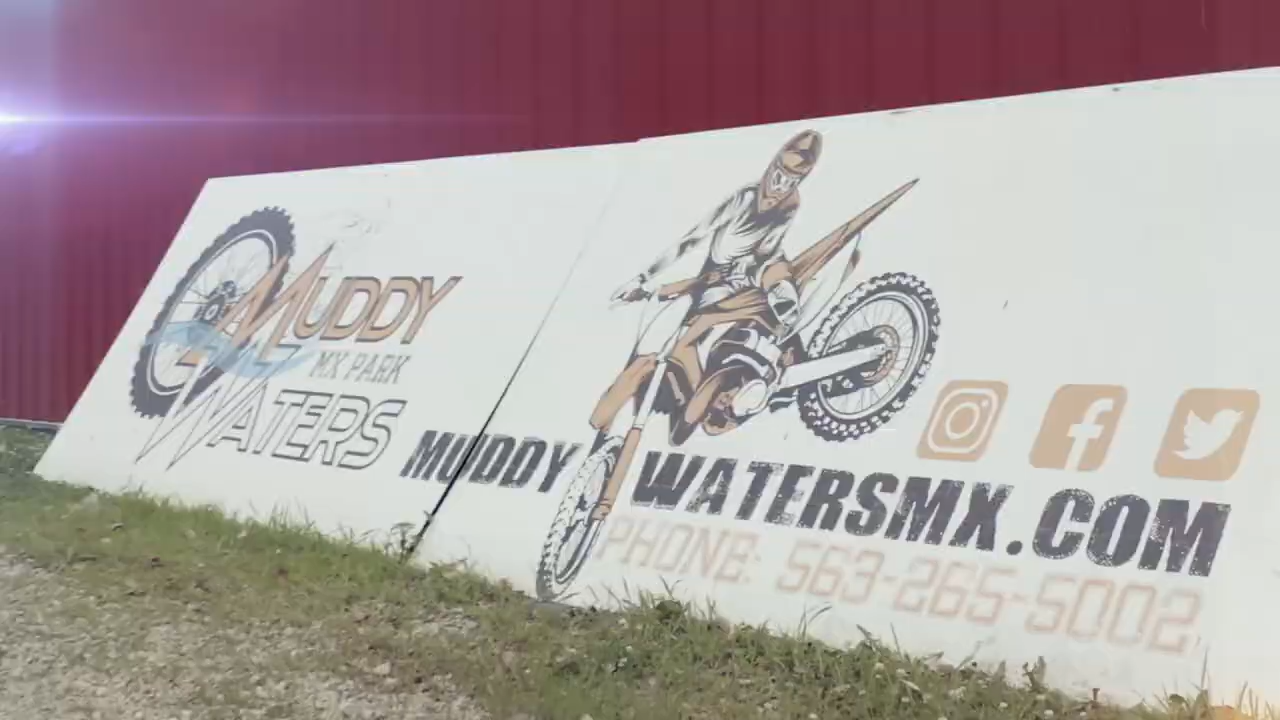 MUDDY
MX PARK
WATERS
MUDDY WATERSMX.COM
PHONE: 563-265-5002